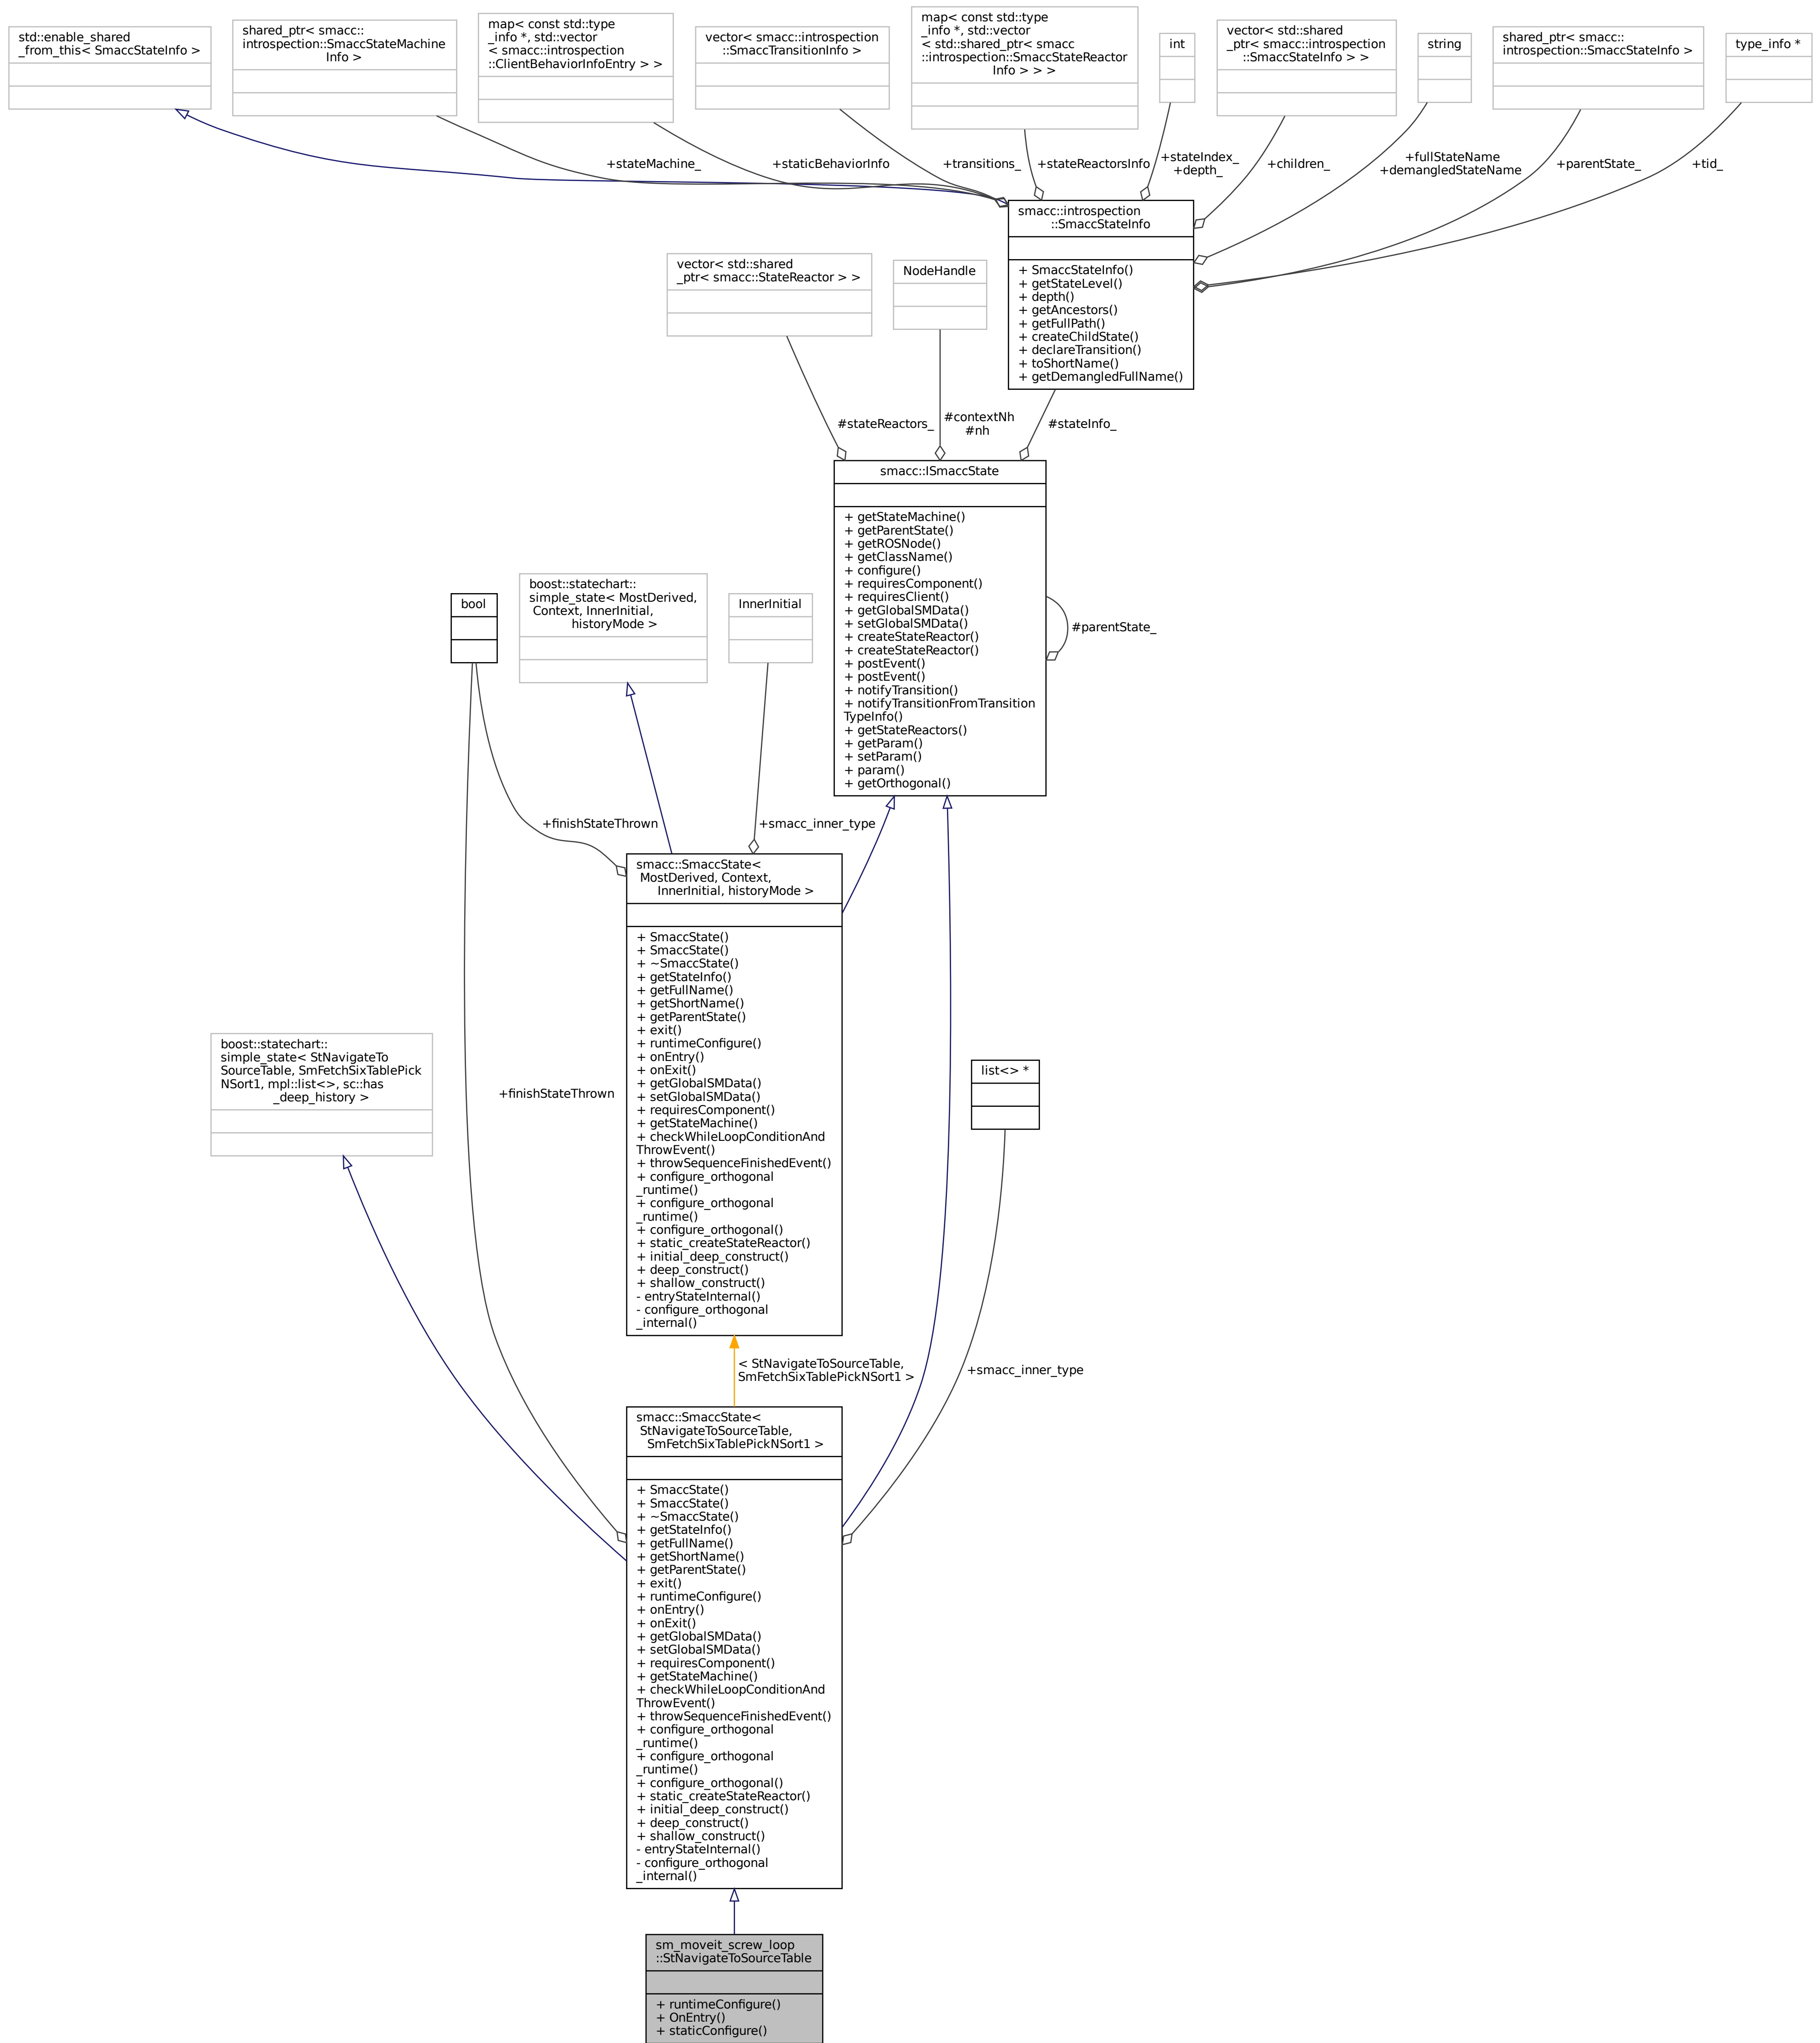 std::enable_shared
_from_this< SmaccStateInfo >
shared_ptr< smacc::
introspection::SmaccStateMachine
Info >
map< const std::type
_info *, std::vector
< smacc::introspection
::ClientBehaviorInfoEntry > >
vector< smacc::introspection
::SmaccTransitionInfo >
map< const std::type
_info *, std::vector
< std::shared_ptr< smacc
::introspection::SmaccStateReactor
Info > > >
int
vector< std::shared
_ptr< smacc::introspection
::SmaccStateInfo > >
string
shared_ptr< smacc::
introspection::SmaccStateInfo >
type_info *
+stateMachine_
+staticBehaviorInfo
+transitions_
+stateReactorsInfo
+stateIndex_
+depth_
+children_
+fullStateName
+demangledStateName
+parentState_
+tid_
smacc::introspection
::SmaccStateInfo
+ SmaccStateInfo()
+ getStateLevel()
+ depth()
+ getAncestors()
+ getFullPath()
+ createChildState()
+ declareTransition()
+ toShortName()
+ getDemangledFullName()
vector< std::shared
_ptr< smacc::StateReactor > >
NodeHandle
#stateReactors_
#contextNh
#nh
#stateInfo_
smacc::ISmaccState
+ getStateMachine()
+ getParentState()
+ getROSNode()
+ getClassName()
+ configure()
+ requiresComponent()
+ requiresClient()
+ getGlobalSMData()
+ setGlobalSMData()
+ createStateReactor()
+ createStateReactor()
+ postEvent()
+ postEvent()
+ notifyTransition()
+ notifyTransitionFromTransition
TypeInfo()
+ getStateReactors()
+ getParam()
+ setParam()
+ param()
+ getOrthogonal()
#parentState_
bool
boost::statechart::
simple_state< MostDerived,
Context, InnerInitial,
historyMode >
InnerInitial
+finishStateThrown
+smacc_inner_type
smacc::SmaccState<
MostDerived, Context,
InnerInitial, historyMode >
+ SmaccState()
+ SmaccState()
+ ~SmaccState()
+ getStateInfo()
+ getFullName()
+ getShortName()
+ getParentState()
+ exit()
+ runtimeConfigure()
+ onEntry()
+ onExit()
+ getGlobalSMData()
+ setGlobalSMData()
+ requiresComponent()
+ getStateMachine()
+ checkWhileLoopConditionAnd
ThrowEvent()
+ throwSequenceFinishedEvent()
+ configure_orthogonal
_runtime()
+ configure_orthogonal
_runtime()
+ configure_orthogonal()
+ static_createStateReactor()
+ initial_deep_construct()
+ deep_construct()
+ shallow_construct()
- entryStateInternal()
- configure_orthogonal
_internal()
boost::statechart::
simple_state< StNavigateTo
SourceTable, SmFetchSixTablePick
NSort1, mpl::list<>, sc::has
_deep_history >
+finishStateThrown
list<> *
< StNavigateToSourceTable,
SmFetchSixTablePickNSort1 >
+smacc_inner_type
smacc::SmaccState<
StNavigateToSourceTable,
SmFetchSixTablePickNSort1 >
+ SmaccState()
+ SmaccState()
+ ~SmaccState()
+ getStateInfo()
+ getFullName()
+ getShortName()
+ getParentState()
+ exit()
+ runtimeConfigure()
+ onEntry()
+ onExit()
+ getGlobalSMData()
+ setGlobalSMData()
+ requiresComponent()
+ getStateMachine()
+ checkWhileLoopConditionAnd
ThrowEvent()
+ throwSequenceFinishedEvent()
+ configure_orthogonal
_runtime()
+ configure_orthogonal
_runtime()
+ configure_orthogonal()
+ static_createStateReactor()
+ initial_deep_construct()
+ deep_construct()
+ shallow_construct()
- entryStateInternal()
- configure_orthogonal
_internal()
sm_moveit_screw_loop
::StNavigateToSourceTable
+ runtimeConfigure()
+ OnEntry()
+ staticConfigure()